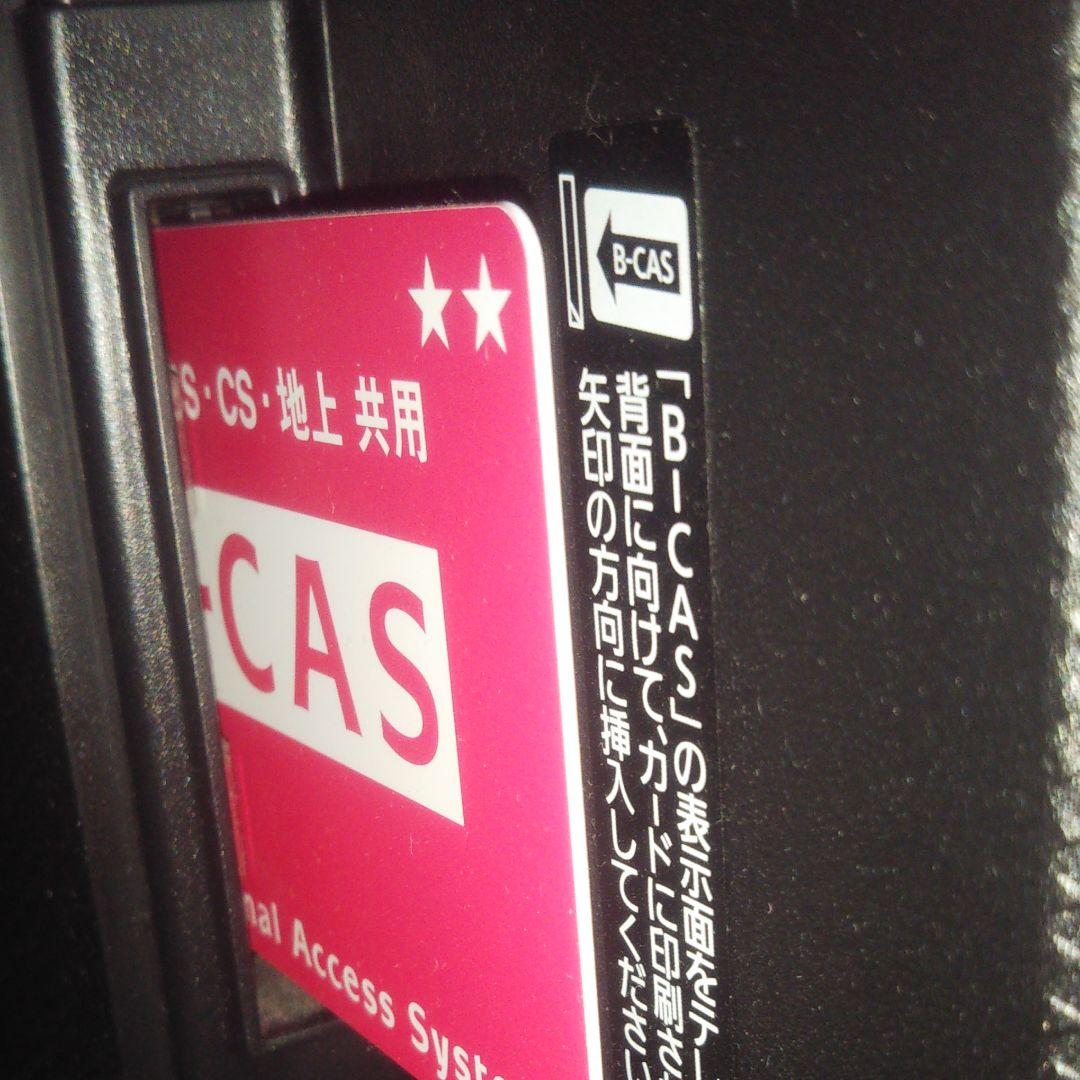 ★★
S・CS・地上 共用
-CAS
nal Access Syst
B-CAS
「B-CAS」の表示面をテ
背面に向けて、カードに印刷さ
矢印の方向に挿入してください